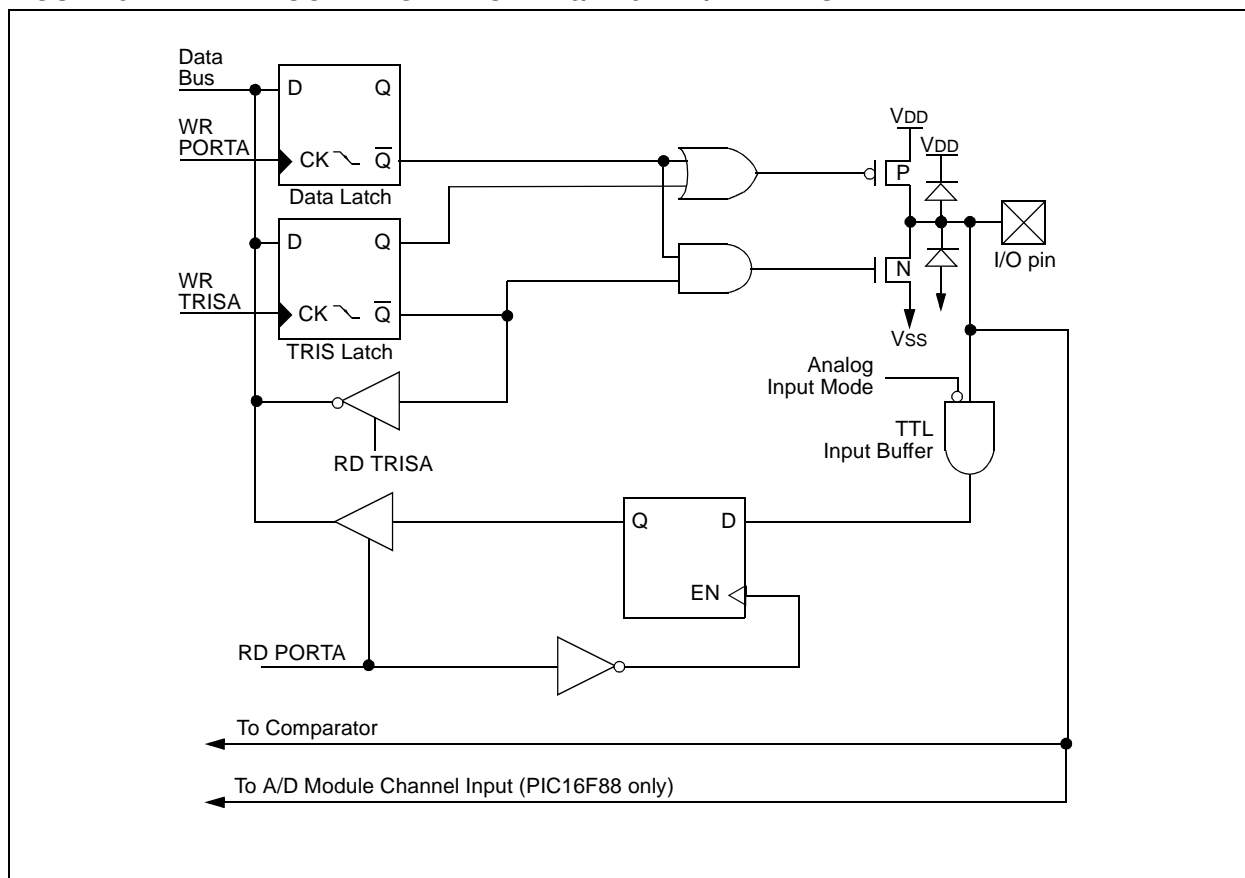 Data
Bus
D
Q
WR
PORTA
CK
Q
Data Latch
D
Q
WR
TRISA
CK
Q
TRIS Latch
RD TRISA
VDD
VDD
P
N
VSS
I/O pin
Analog
Input Mode
TTL
Input Buffer
Q
D
EN
RD PORTA
To Comparator
To A/D Module Channel Input (PIC16F88 only)